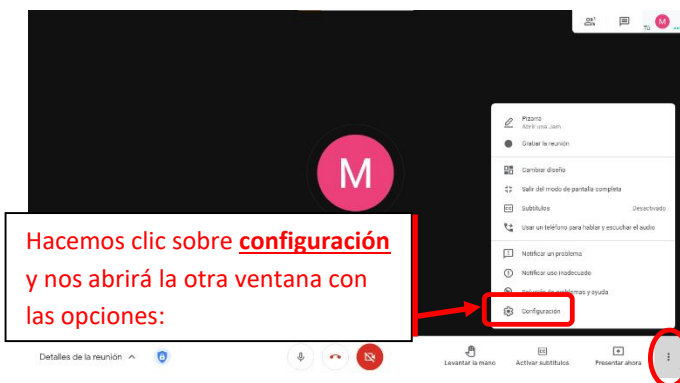 TÚ
M
Pizarra
Abrir una Jam
Grabar la reunión
M
Cambiar diseño
Salir del modo de pantalla completa
Subtítulos Desactivado
Usar un teléfono para hablar y escuchar el audio
Notificar un problema
Notificar uso inadecuado
Solución de problemas y ayuda
Configuración
Hacemos clic sobre configuración
y nos abrirá la otra ventana con
las opciones:
Detalles de la reunión
Levantar la mano
Activar subtítulos
Presentar ahora